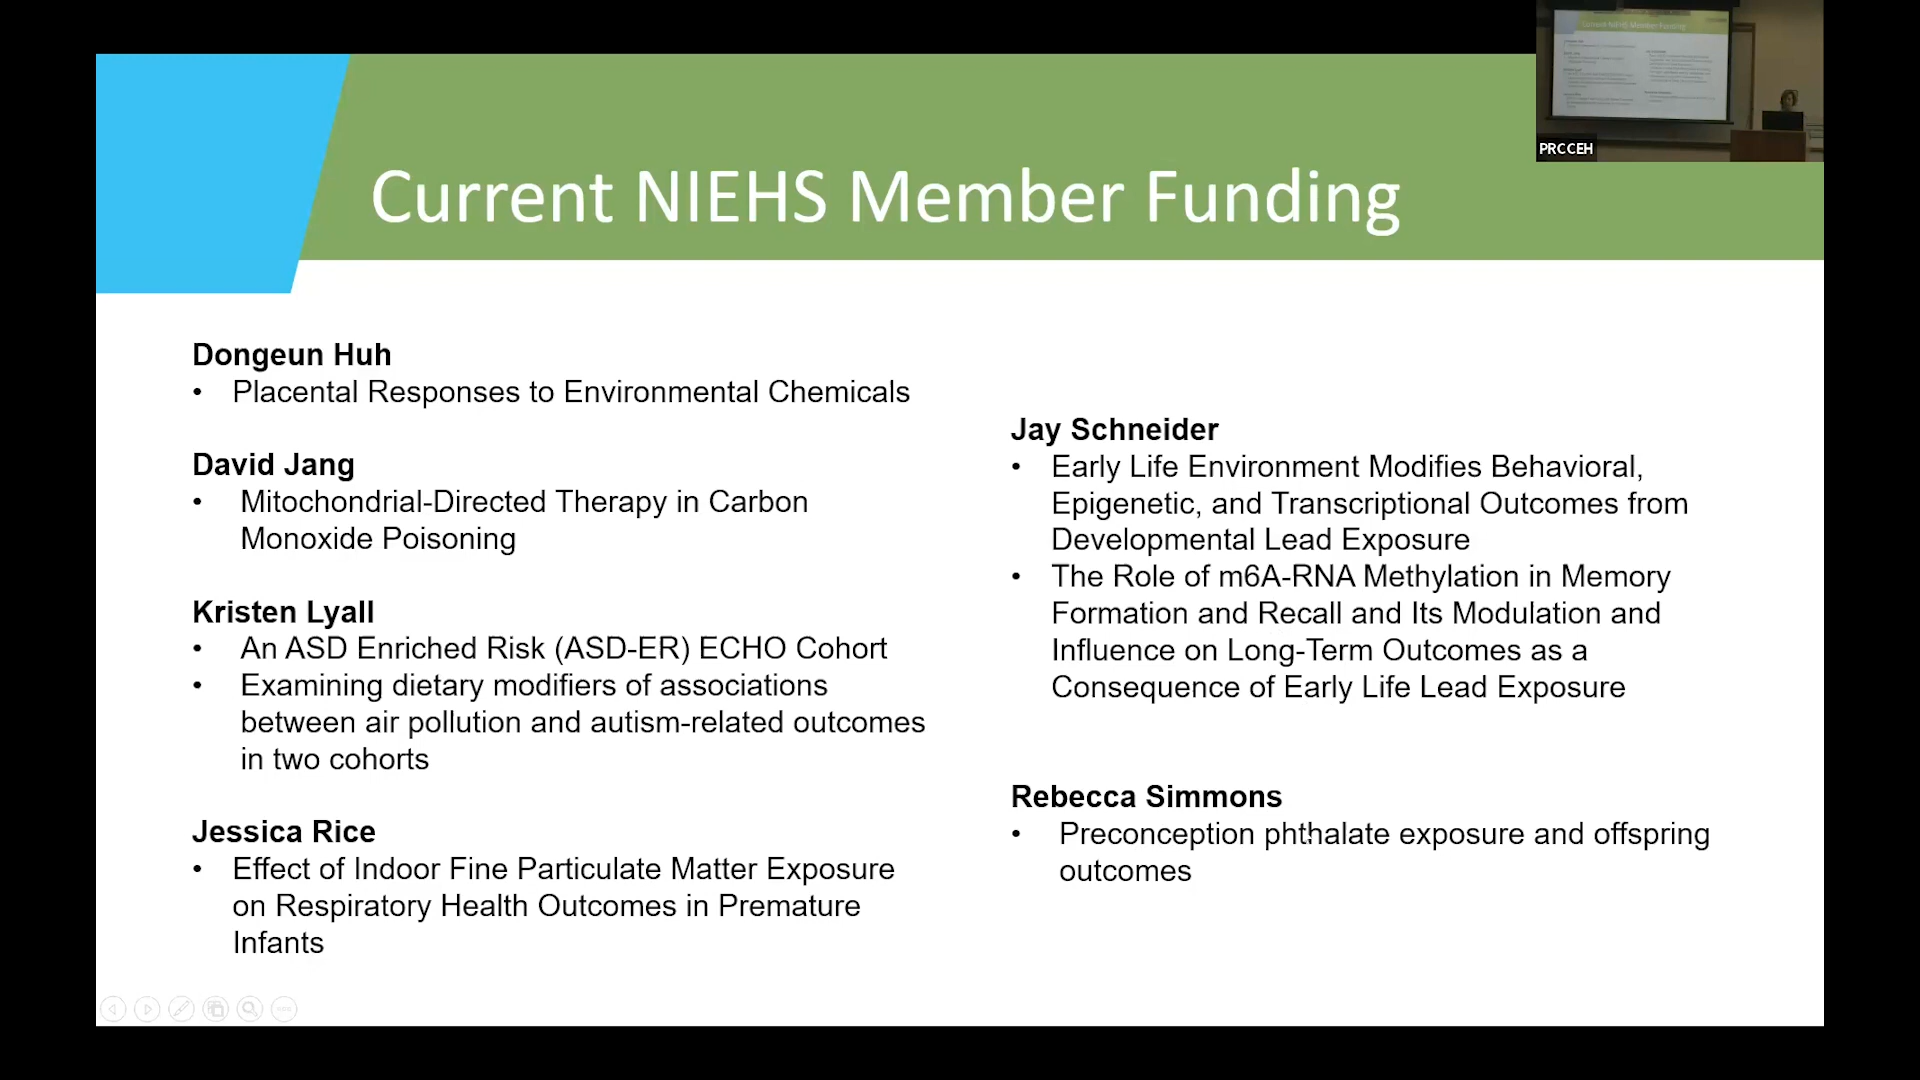 Current NIEHS Member Funding
PRCCEH
Dongeun Huh
• Placental Responses to Environmental Chemicals
David Jang
• Mitochondrial-Directed Therapy in Carbon
Monoxide Poisoning
Kristen Lyall
• An ASD Enriched Risk (ASD-ER) ECHO Cohort
• Examining dietary modifiers of associations
between air pollution and autism-related outcomes
in two cohorts
Jessica Rice
• Effect of Indoor Fine Particulate Matter Exposure
on Respiratory Health Outcomes in Premature
Infants
Jay Schneider
• Early Life Environment Modifies Behavioral,
Epigenetic, and Transcriptional Outcomes from
Developmental Lead Exposure
• The Role of m6A-RNA Methylation in Memory
Formation and Recall and Its Modulation and
Influence on Long-Term Outcomes as a
Consequence of Early Life Lead Exposure
Rebecca Simmons
• Preconception phthalate exposure and offspring
outcomes